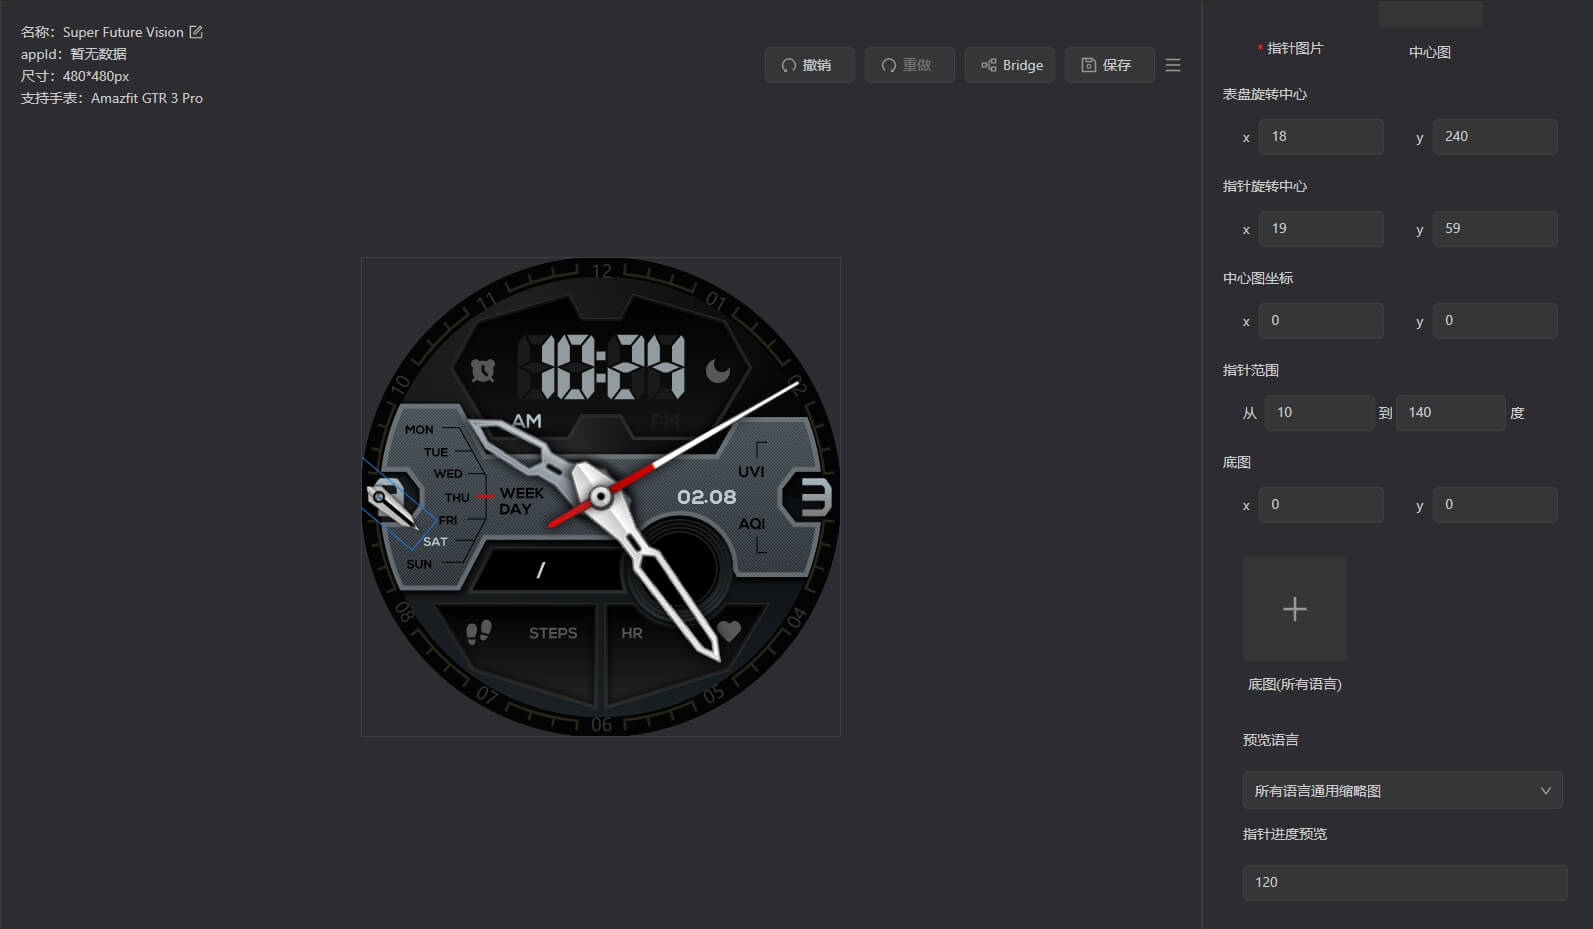 名称：Super Future Vision
appId：暂无数据
尺寸：480*480px
支持手表：Amazfit GTR 3 Pro
撤销
重做
Bridge
保存
12
11
01
10
02
10:24
AM
PM
MON
TUE
WED
THU
FRI
SAT
SUN
WEEK
DAY
02.08
UVI
AQI
3
/
08
04
STEPS
HR
07
05
06
* 指针图片
中心图
表盘旋转中心
x 18 y 240
指针旋转中心
x 19 y 59
中心图坐标
x 0 y 0
指针范围
从 10 到 140 度
底图
x 0 y 0
底图(所有语言)
预览语言
所有语言通用缩略图
指针进度预览
120